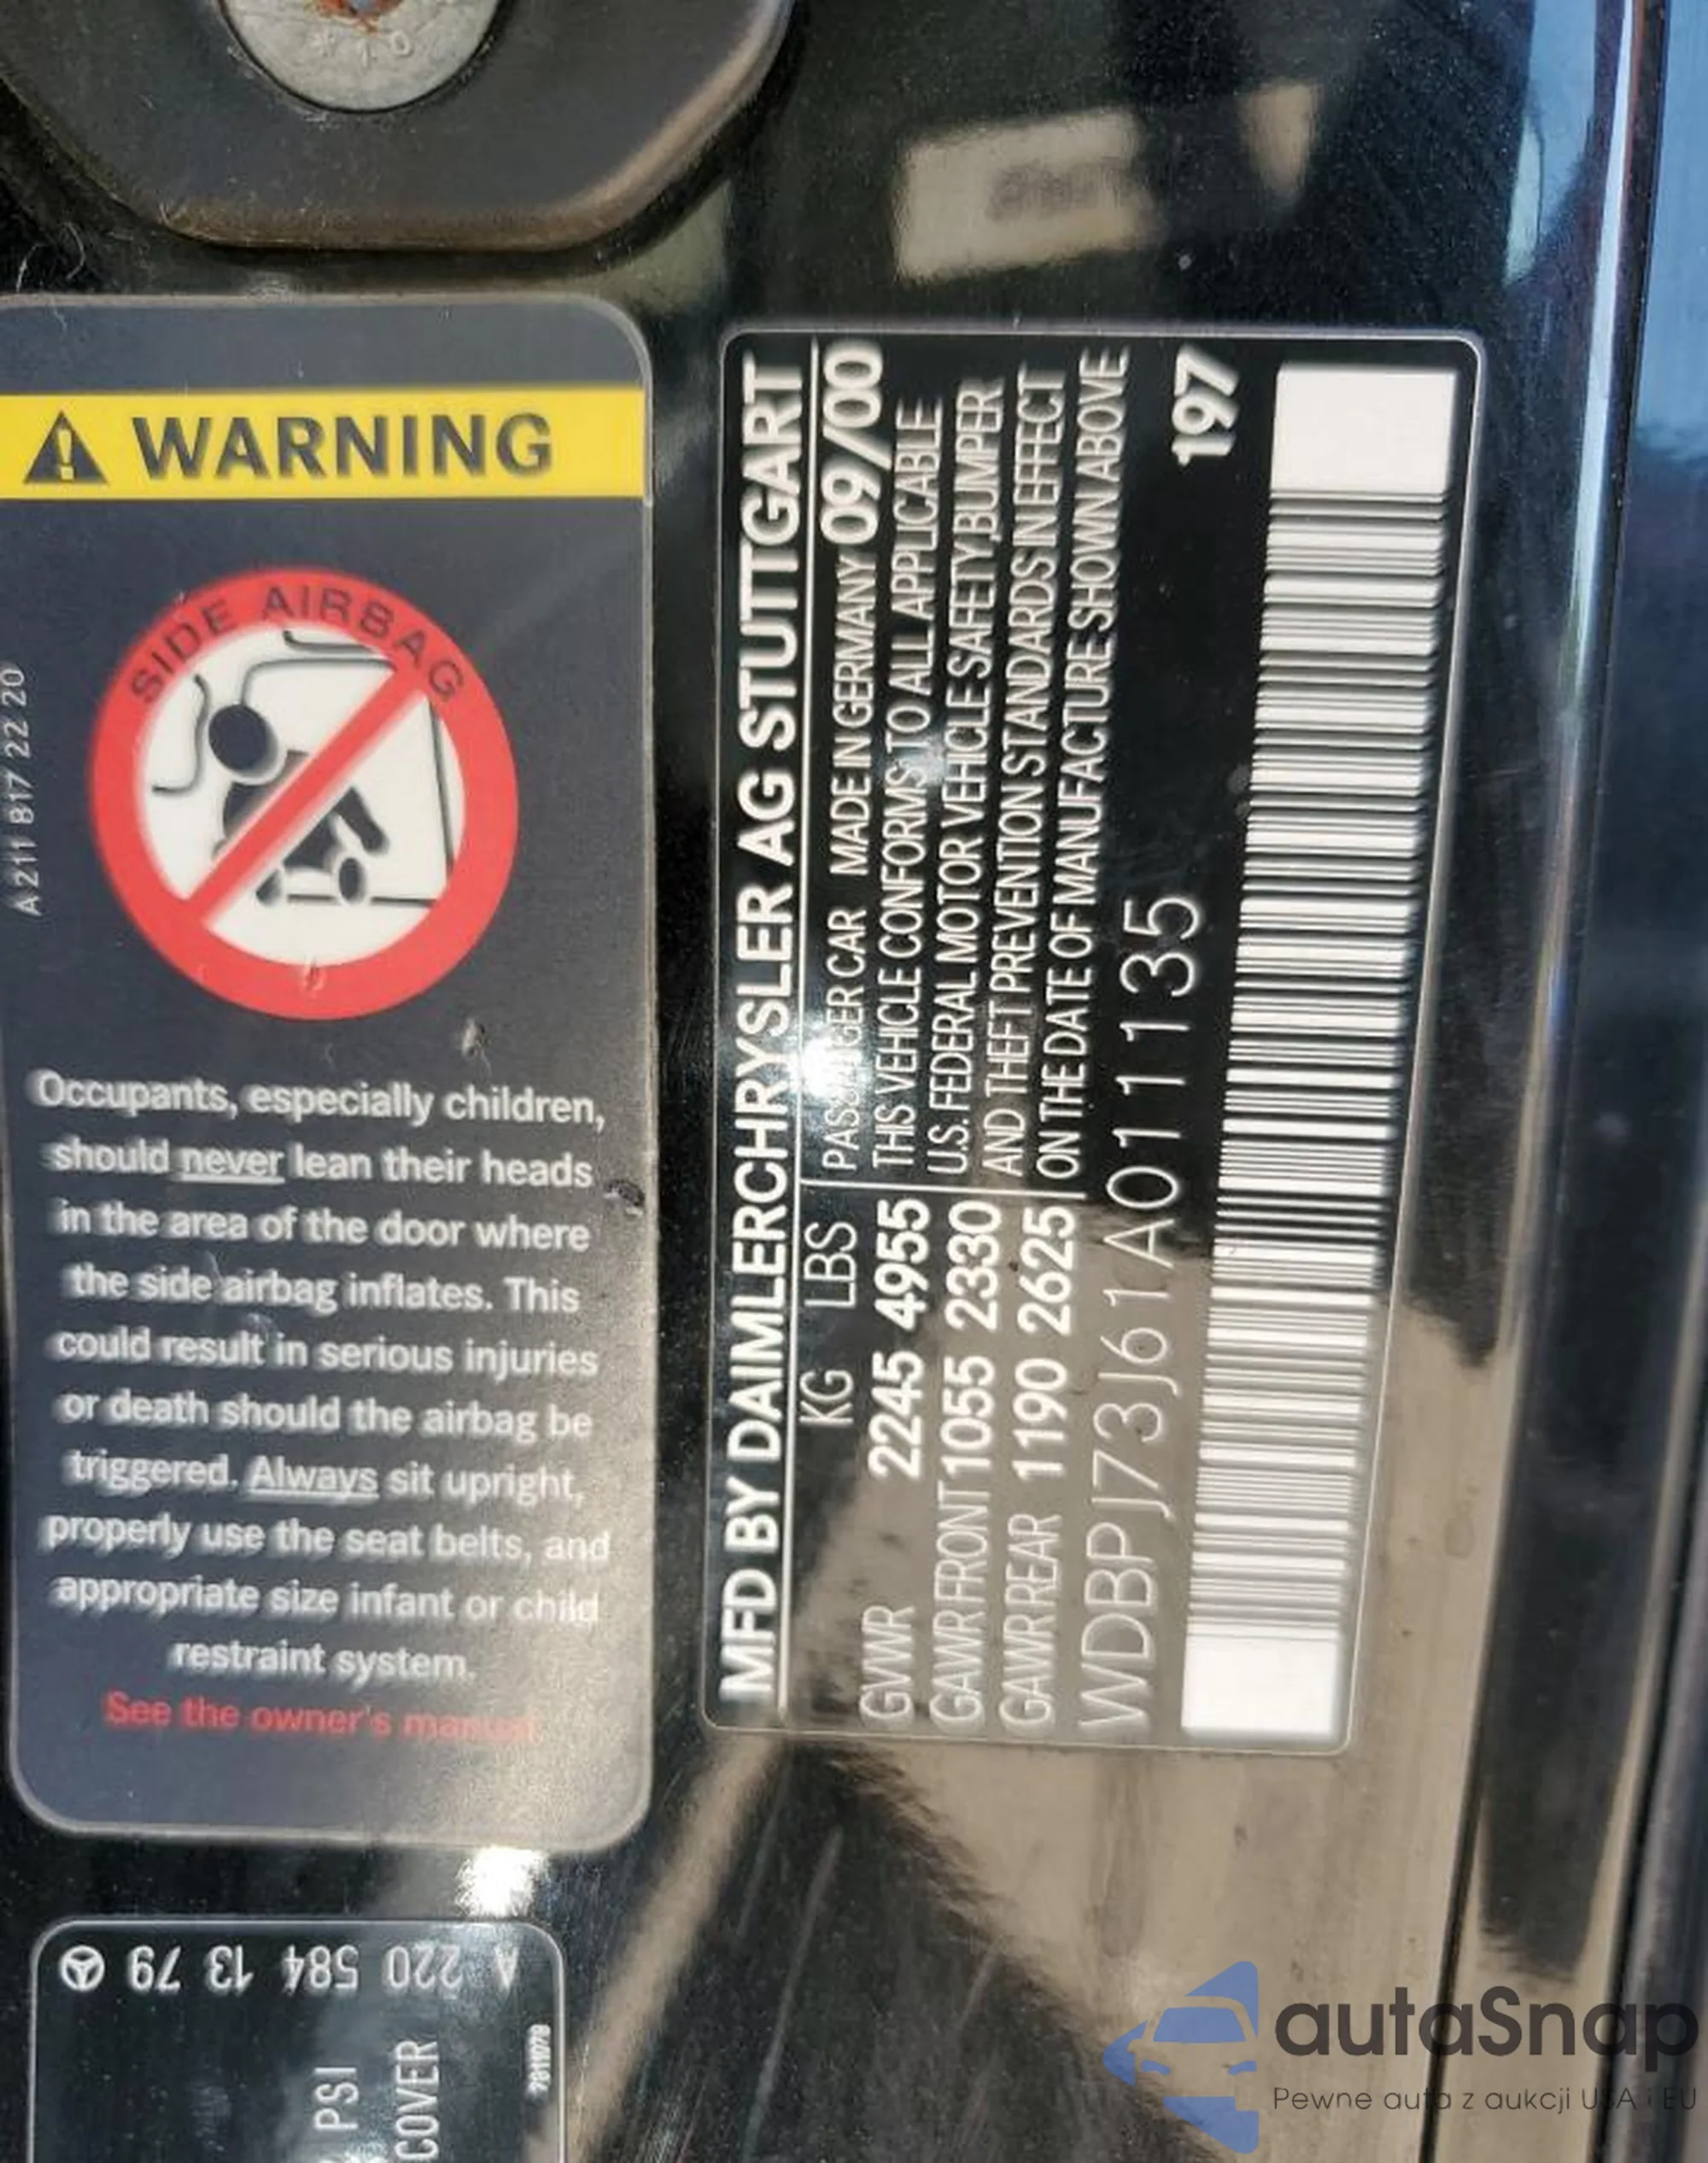 WARNING
SIDE AIRBAG
A 211 817 22 20
Occupants, especially children,
should never lean their heads
in the area of the door where
the side airbag inflates. This
could result in serious injuries
or death should the airbag be
triggered. Always sit upright,
properly use the seat belts, and
appropriate size infant or child
restraint system.
See the owner's manual
MFD BY DAIMLERCHRYSLER AG STUTTGART
KG LBS PASSENGER CAR MADE IN GERMANY 09/00
GVWR 2245 4955 THIS VEHICLE CONFORMS TO ALL APPLICABLE
GAWR FRONT 1055 2330 U.S. FEDERAL MOTOR VEHICLE SAFETY, BUMPER
GAWR REAR 1190 2625 AND THEFT PREVENTION STANDARDS IN EFFECT
ON THE DATE OF MANUFACTURE SHOWN ABOVE
WDBPJ73J61A011135 197
A 220 584 13 79
PSI
COVER
autaSnap
Pewne auta z aukcji USA i EU